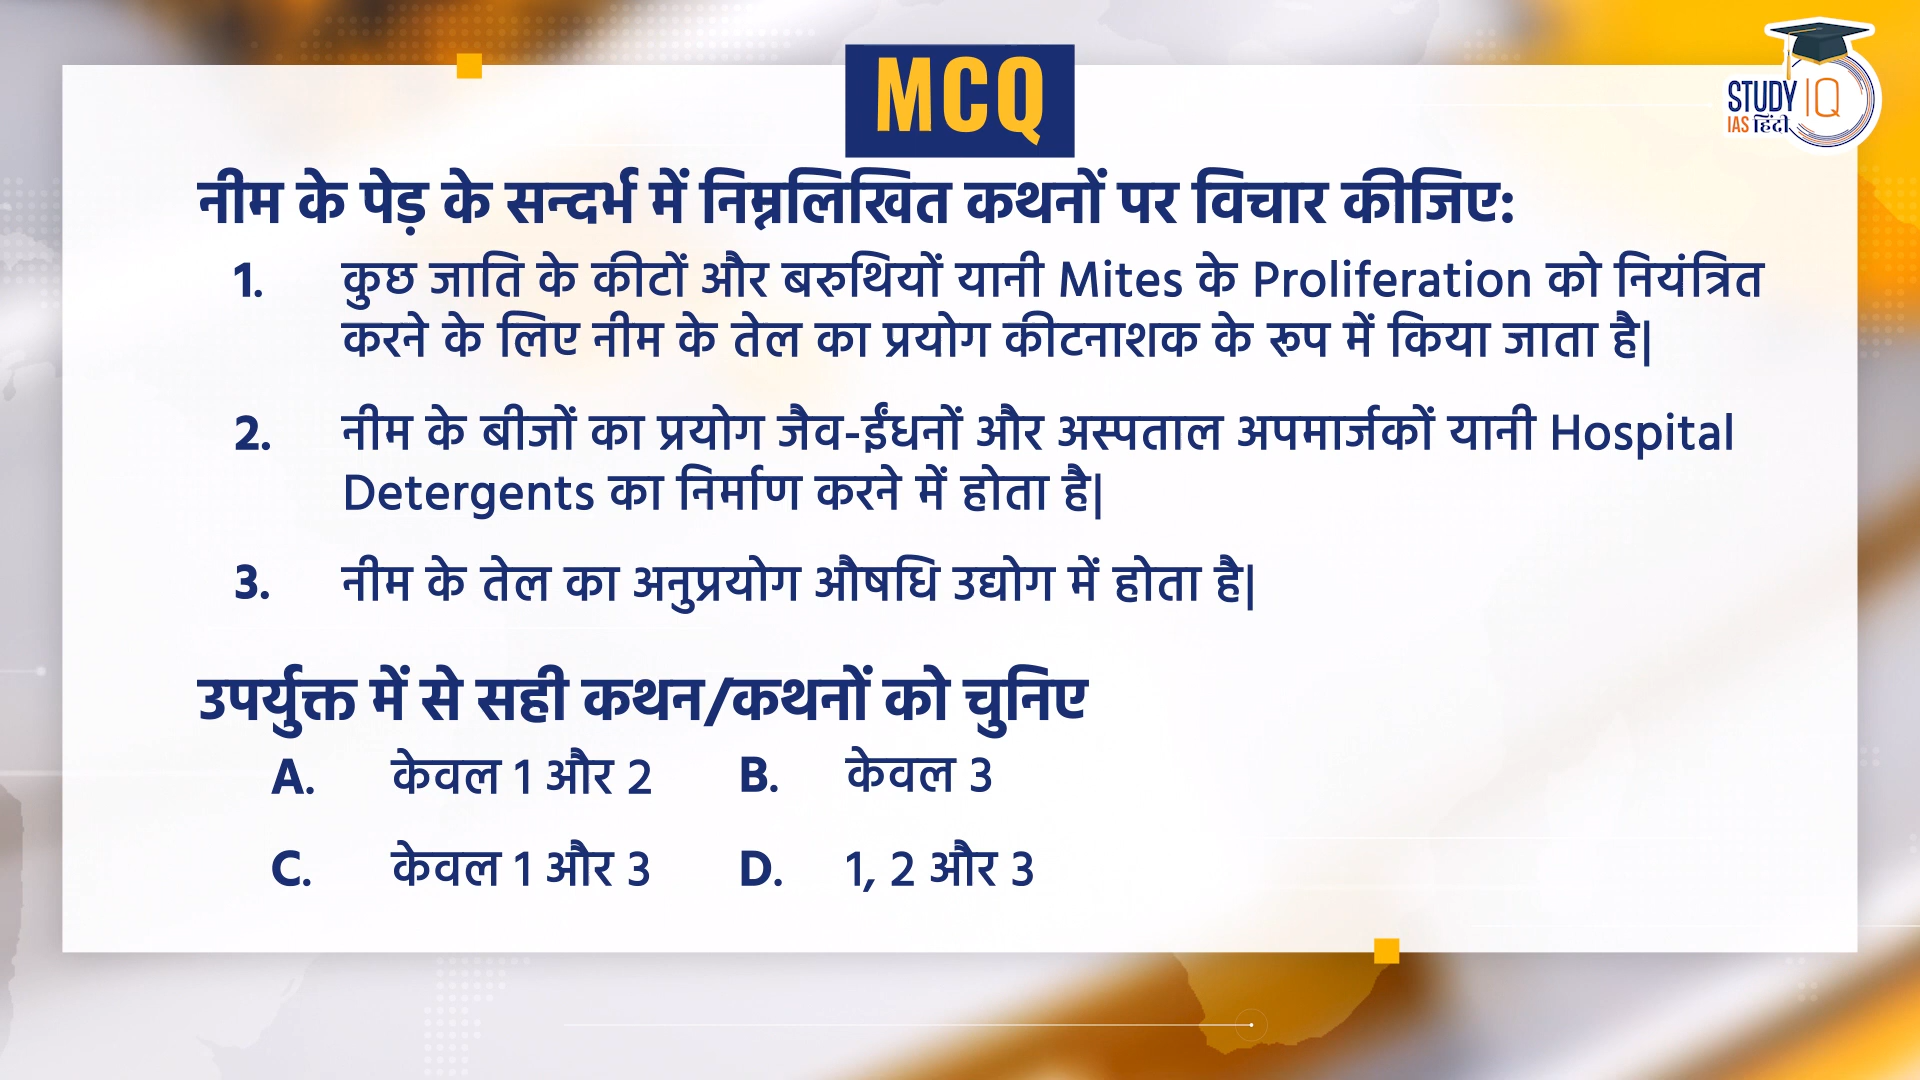 MCQ
STUDY IQ
IAS हिंदी
नीम के पेड़ के सन्दर्भ में निम्नलिखित कथनों पर विचार कीजिए:
1. कुछ जाति के कीटों और बरुथियों यानी Mites के Proliferation को नियंत्रित
करने के लिए नीम के तेल का प्रयोग कीटनाशक के रूप में किया जाता है|
2. नीम के बीजों का प्रयोग जैव-ईंधनों और अस्पताल अपमार्जकों यानी Hospital
Detergents का निर्माण करने में होता है|
3. नीम के तेल का अनुप्रयोग औषधि उद्योग में होता है|
उपर्युक्त में से सही कथन/कथनों को चुनिए
A. केवल 1 और 2 B. केवल 3
C. केवल 1 और 3 D. 1, 2 और 3